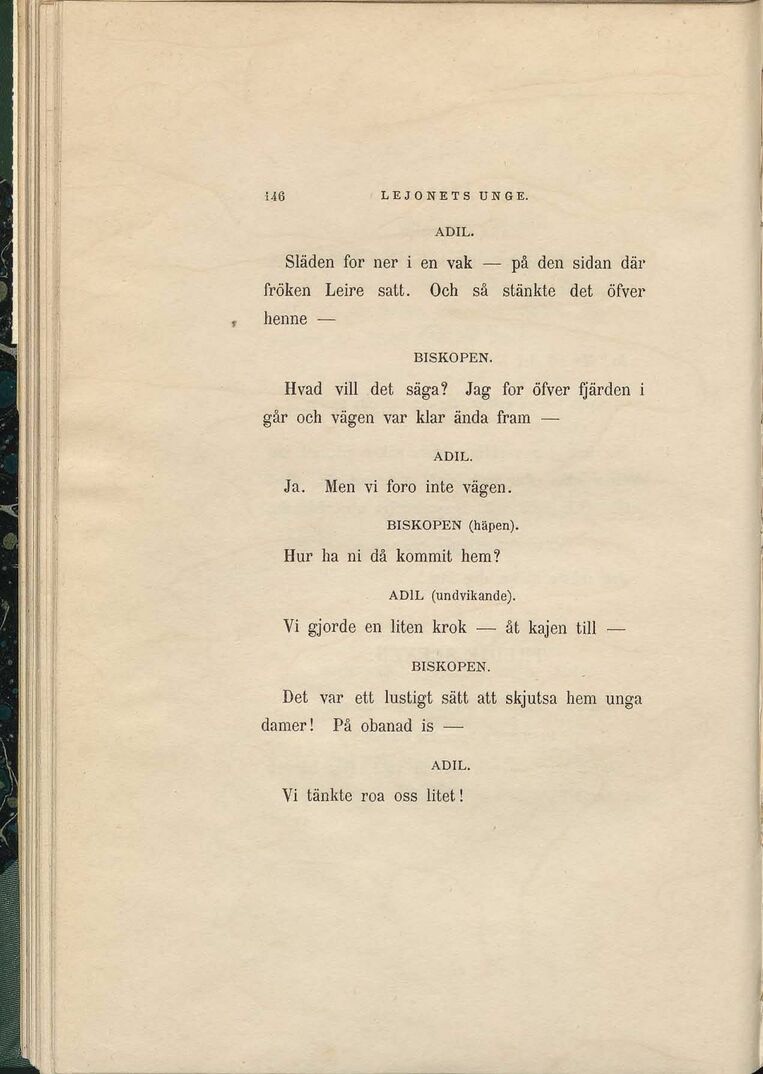 146 LEJONETS UNGE.
ADIL.
Släden for ner i en vak — på den sidan där
fröken Leire satt. Och så stänkte det öfver
henne —
BISKOPEN.
Hvad vill det säga? Jag for öfver fjärden i
går och vägen var klar ända fram —
ADIL.
Ja. Men vi foro inte vägen.
BISKOPEN (häpen).
Hur ha ni då kommit hem?
ADIL (undvikande).
Vi gjorde en liten krok — åt kajen till —
BISKOPEN.
Det var ett lustigt sätt att skjutsa hem unga
damer! På obanad is —
ADIL.
Vi tänkte roa oss litet!